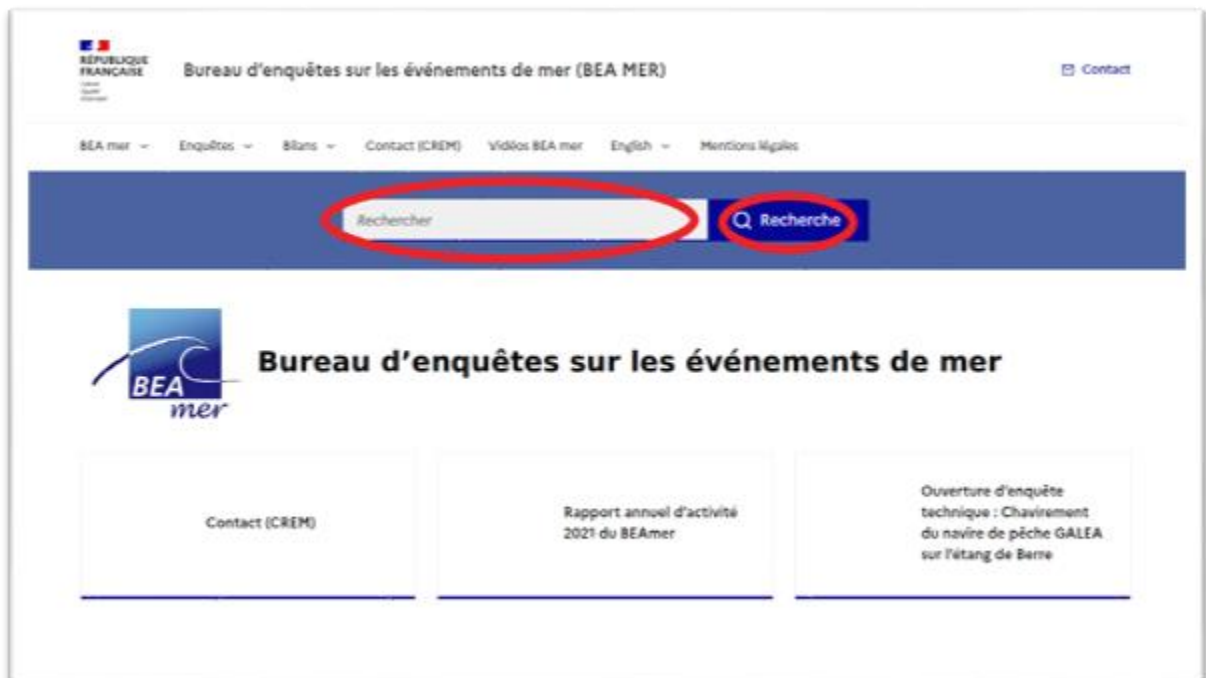 RÉPUBLIQUE
FRANÇAISE
Bureau d'enquêtes sur les événements de mer (BEA MER)
Contact
BEA mer
Enquêtes
Bilans
Contact (CREM)
Vidéos BEA mer
English
Mentions légales
Rechercher
Recherche
BEA
mer
Bureau d'enquêtes sur les événements de mer
Contact (CREM)
Rapport annuel d'activité
2021 du BEAmer
Ouverture d'enquête
technique : Chavirement
du navire de pêche GALEA
sur l'étang de Berre